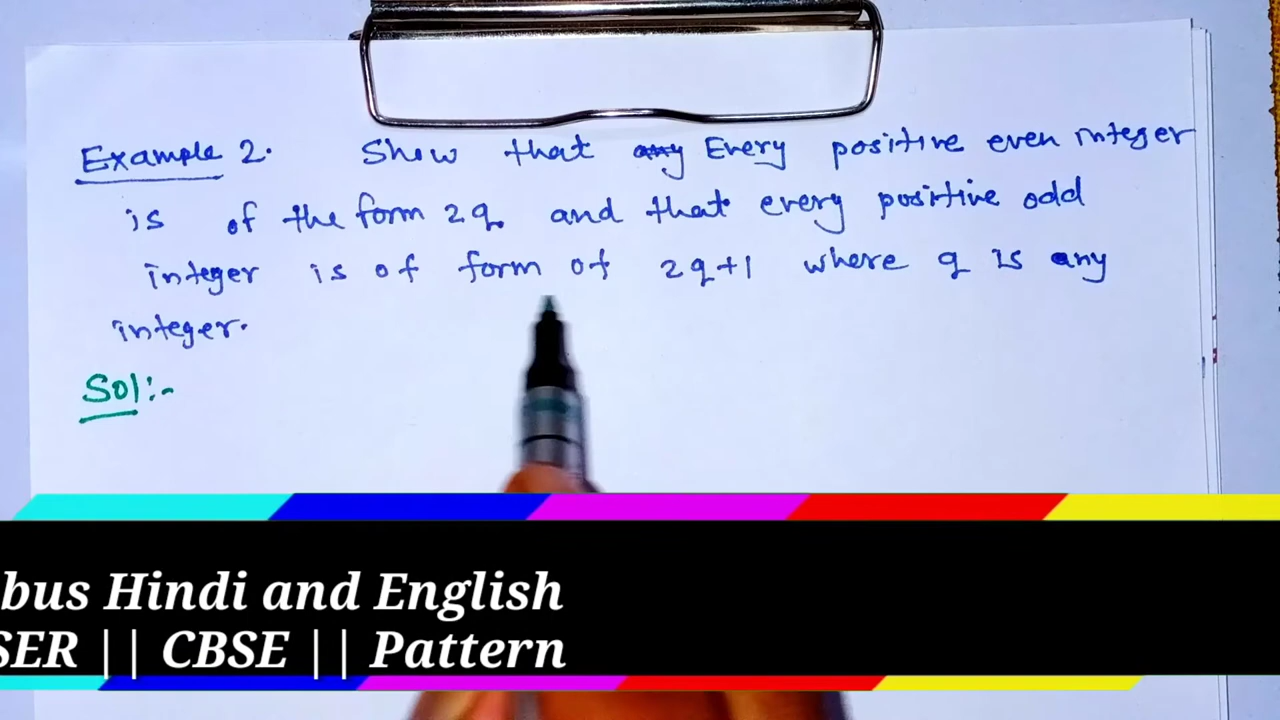 Example 2. Show that any Every positive even integer
is of the form 2q and that every positive odd
integer is of form of 2q+1 where q is any
integer.
Sol:-
bus Hindi and English
SER || CBSE || Pattern